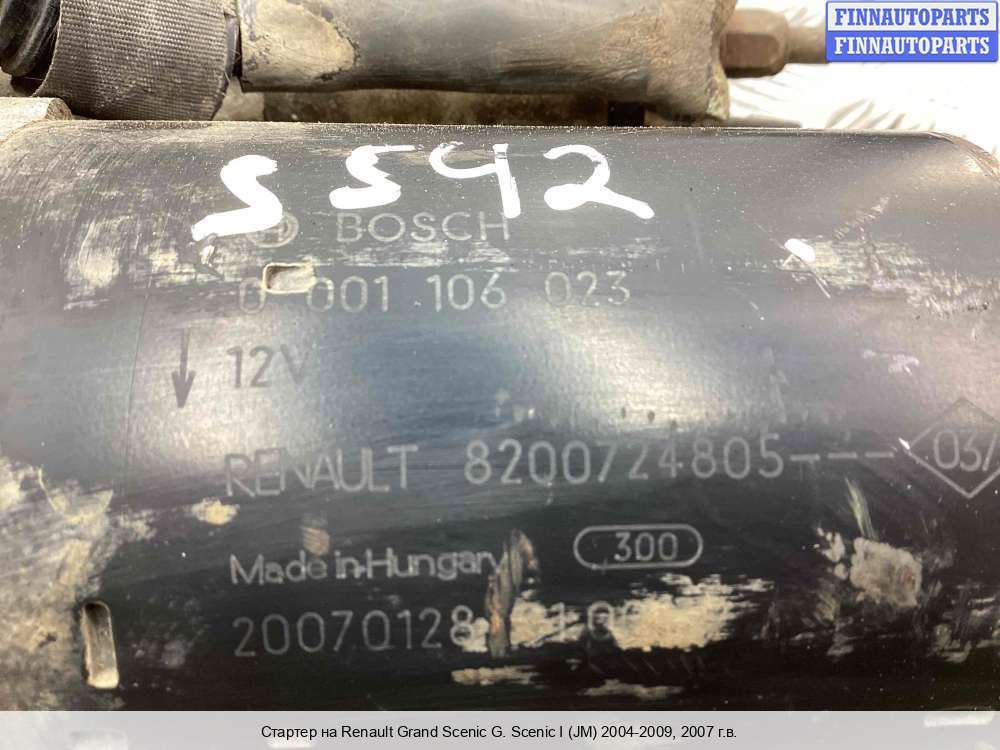 FINNAUTOPARTS
FINNAUTOPARTS
5542
BOSCH
0 001 106 023
12V
RENAULT 8200724805--- 03/
Made in Hungary 300
20070128
Стартер на Renault Grand Scenic G. Scenic I (JM) 2004-2009, 2007 г.в.